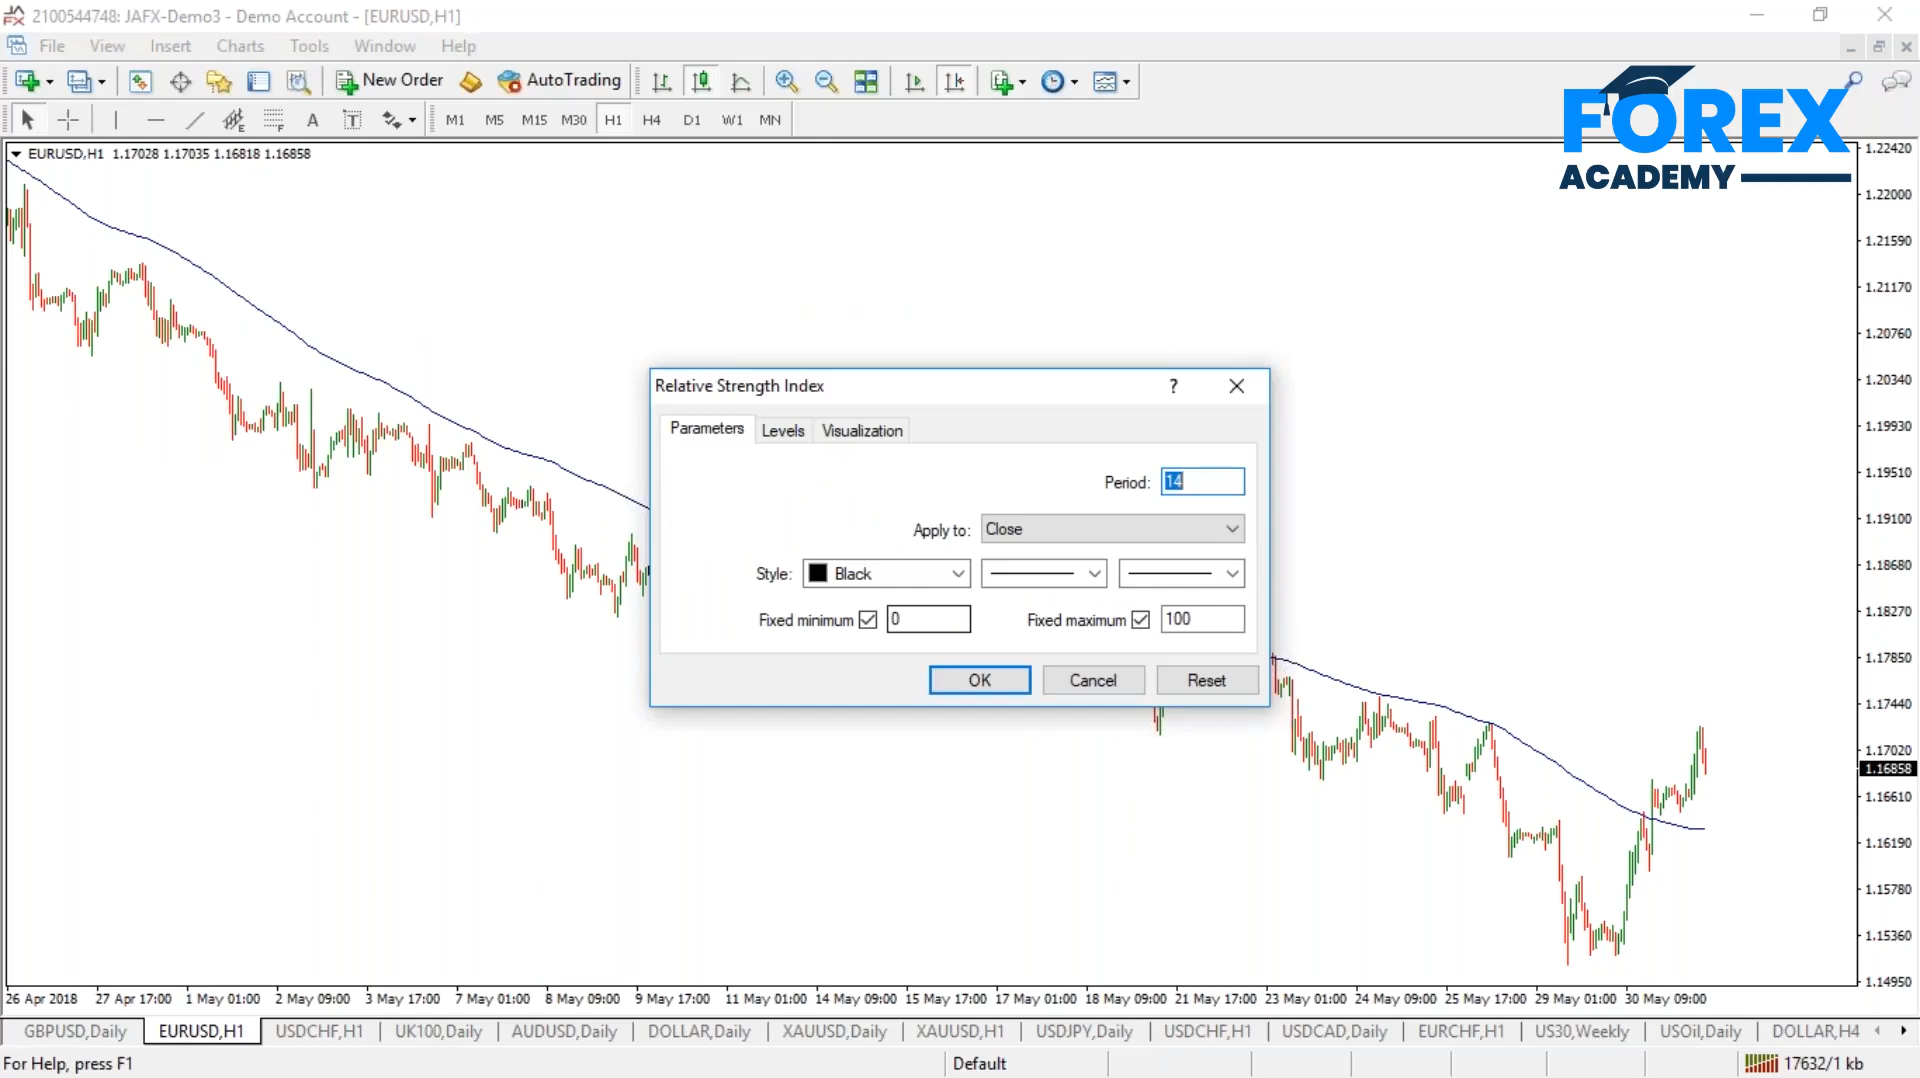 2100544748: JAFX-Demo3 - Demo Account - [EURUSD,H1]
File View Insert Charts Tools Window Help
New Order AutoTrading
A T M1 M5 M15 M30 H1 H4 D1 W1 MN
FOREX
ACADEMY
EURUSD,H1 1.17028 1.17035 1.16818 1.16858
1.22420
1.22000
1.21590
1.21170
1.20760
1.20340
1.19930
1.19510
1.19100
1.18680
1.18270
1.17850
1.17440
1.17020
1.16858
1.16610
1.16190
1.15780
1.15360
1.14950
Relative Strength Index ?
Parameters Levels Visualization
Period: 14
Apply to: Close
Style: Black
Fixed minimum 0 Fixed maximum 100
OK Cancel Reset
26 Apr 2018 27 Apr 17:00 1 May 01:00 2 May 09:00 3 May 17:00 7 May 01:00 8 May 09:00 9 May 17:00 11 May 01:00 14 May 09:00 15 May 17:00 17 May 01:00 18 May 09:00 21 May 17:00 23 May 01:00 24 May 09:00 25 May 17:00 29 May 01:00 30 May 09:00
GBPUSD,Daily EURUSD,H1 USDCHF,H1 UK100,Daily AUDUSD,Daily DOLLAR,Daily XAUUSD,Daily XAUUSD,H1 USDJPY,Daily USDCHF,H1 USDCAD,Daily EURCHF,H1 US30,Weekly USOil,Daily DOLLAR,H4
For Help, press F1 Default 17632/1 kb